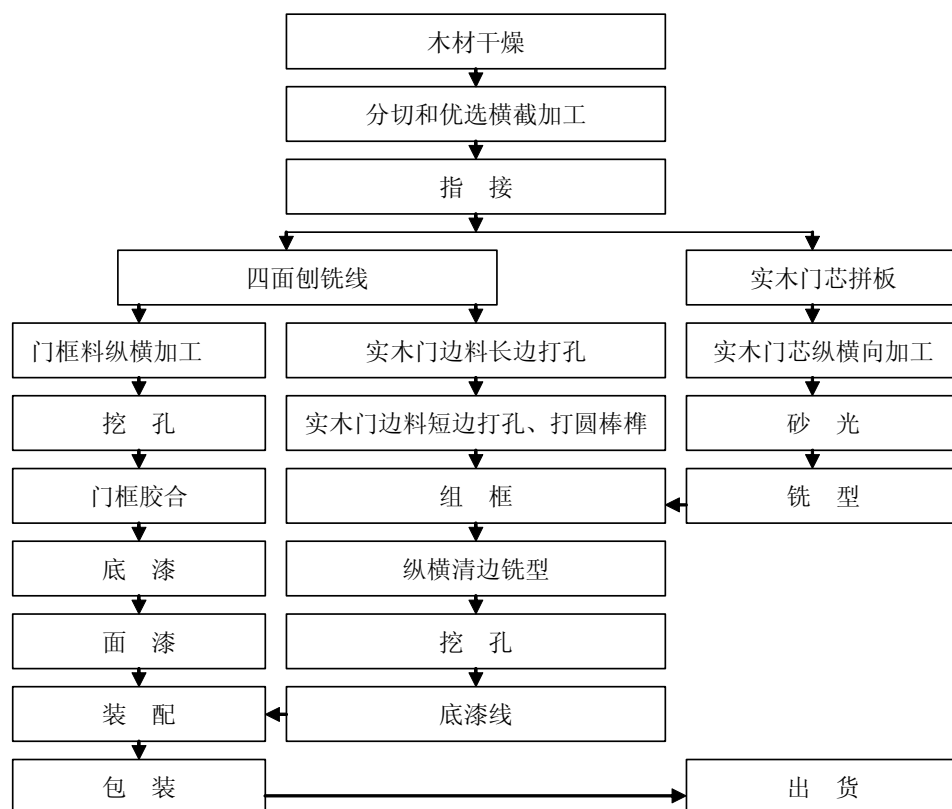 木材干燥
分切和优选横截加工
指 接
四面刨铣线
实木门芯拼板
门框料纵横加工
实木门边料长边打孔
实木门芯纵横向加工
挖 孔
实木门边料短边打孔、打圆棒榫
砂 光
门框胶合
组 框
铣 型
底 漆
纵横清边铣型
面 漆
挖 孔
装 配
底漆线
包 装
出 货